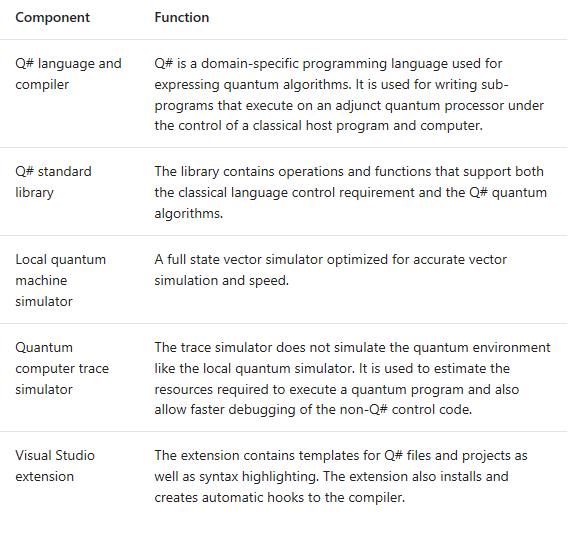 Component Function
Q# language and compiler
Q# is a domain-specific programming language used for
expressing quantum algorithms. It is used for writing sub-
programs that execute on an adjunct quantum processor under
the control of a classical host program and computer.
Q# standard
library
The library contains operations and functions that support both
the classical language control requirement and the Q# quantum
algorithms.
Local quantum
machine
simulator
A full state vector simulator optimized for accurate vector
simulation and speed.
Quantum
computer trace
simulator
The trace simulator does not simulate the quantum environment
like the local quantum simulator. It is used to estimate the
resources required to execute a quantum program and also
allow faster debugging of the non-Q# control code.
Visual Studio
extension
The extension contains templates for Q# files and projects as
well as syntax highlighting. The extension also installs and
creates automatic hooks to the compiler.